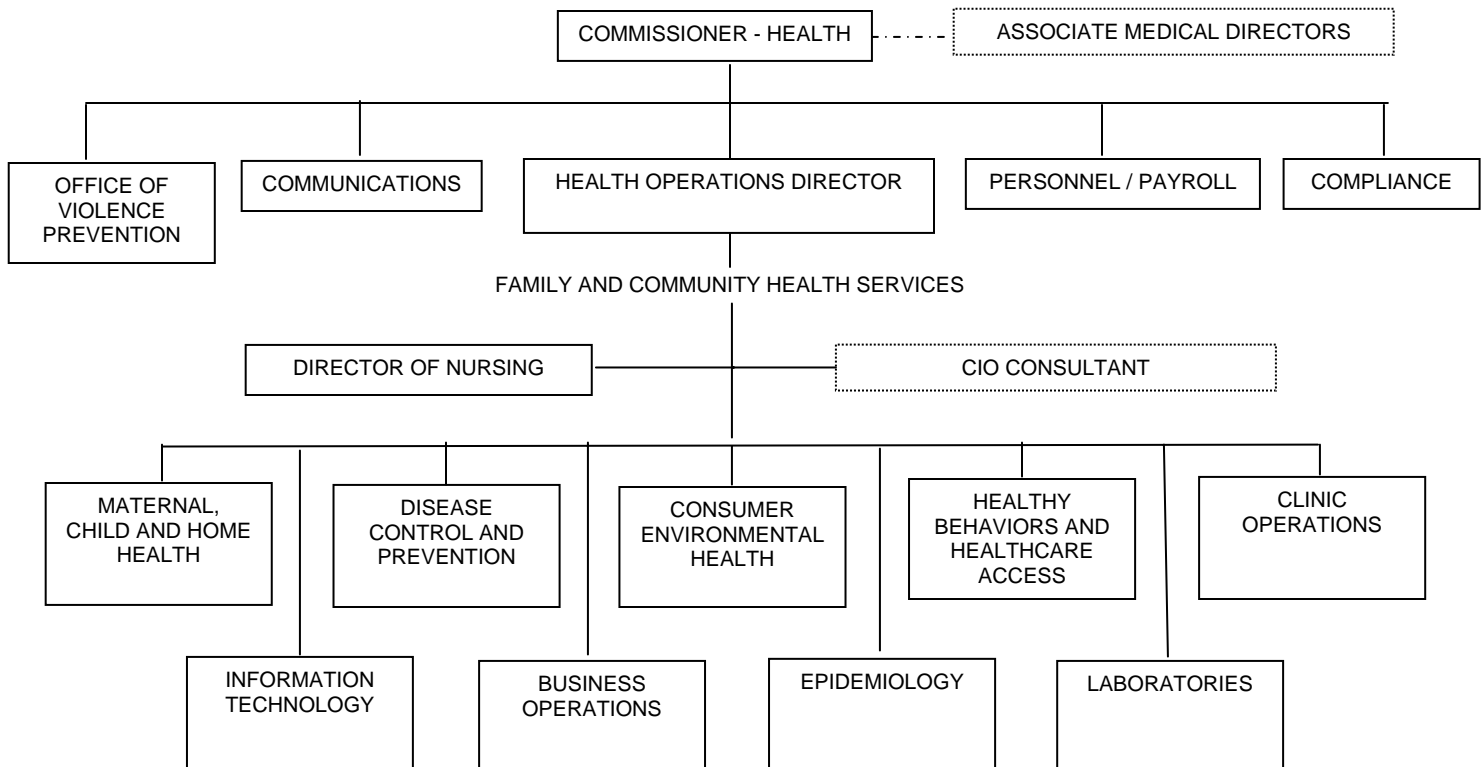 COMMISSIONER - HEALTH
ASSOCIATE MEDICAL DIRECTORS
OFFICE OF
VIOLENCE
PREVENTION
COMMUNICATIONS
HEALTH OPERATIONS DIRECTOR
PERSONNEL / PAYROLL
COMPLIANCE
FAMILY AND COMMUNITY HEALTH SERVICES
DIRECTOR OF NURSING
CIO CONSULTANT
MATERNAL,
CHILD AND HOME
HEALTH
DISEASE
CONTROL AND
PREVENTION
CONSUMER
ENVIRONMENTAL
HEALTH
HEALTHY
BEHAVIORS AND
HEALTHCARE
ACCESS
CLINIC
OPERATIONS
INFORMATION
TECHNOLOGY
BUSINESS
OPERATIONS
EPIDEMIOLOGY
LABORATORIES